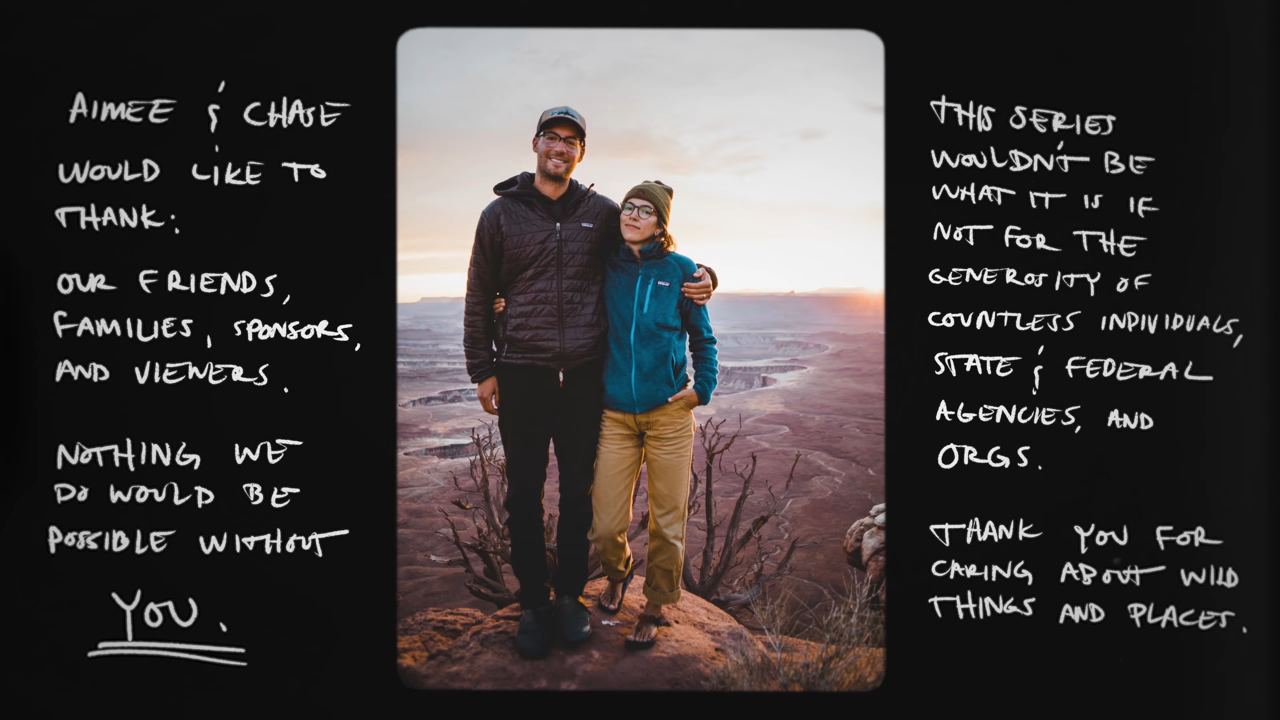 AIMEE & CHASE
WOULD LIKE TO
THANK:
OUR FRIENDS,
FAMILIES, SPONSORS,
AND VIEWERS.
NOTHING WE
DO WOULD BE
POSSIBLE WITHOUT
YOU.
THIS SERIES
WOULDN'T BE
WHAT IT IS IF
NOT FOR THE
GENEROSITY OF
COUNTLESS INDIVIDUALS,
STATE & FEDERAL
AGENCIES, AND
ORGS.
THANK YOU FOR
CARING ABOUT WILD
THINGS AND PLACES.